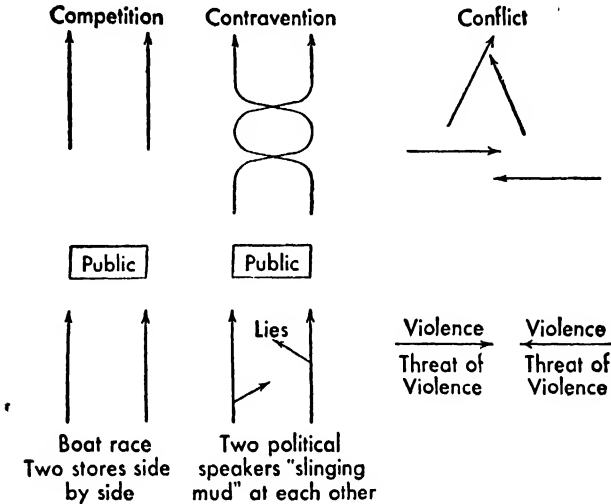 Competition
Contravention
Conflict
Public
Public
Lies
Violence
Threat of
Violence
Violence
Threat of
Violence
Boat race
Two stores side
by side
Two political
speakers "slinging
mud" at each other